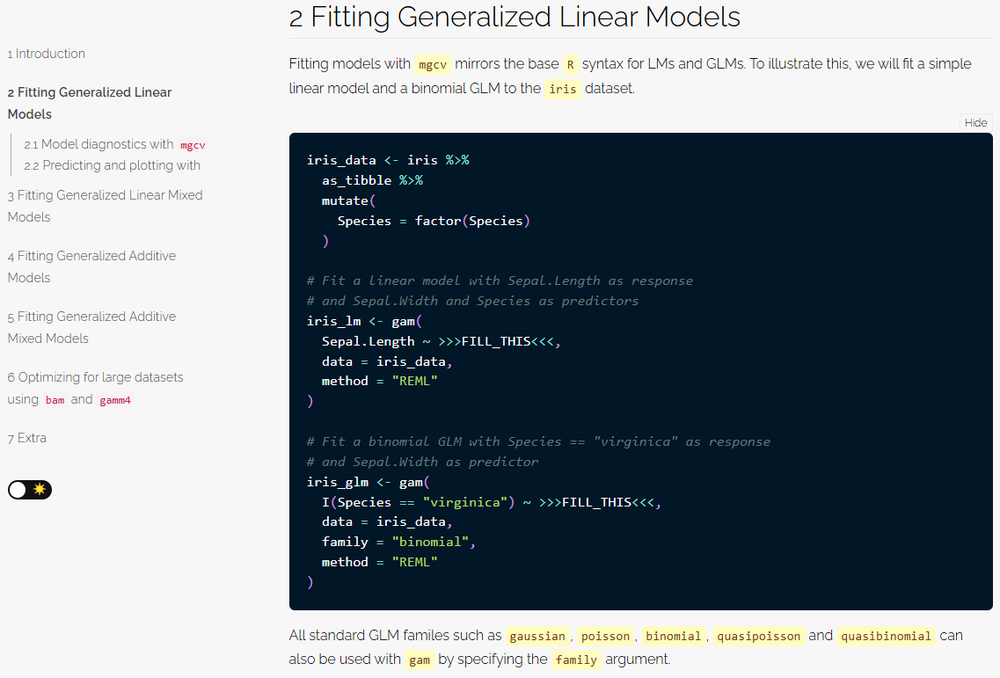 1 Introduction
2 Fitting Generalized Linear
Models
2.1 Model diagnostics with mgcv
2.2 Predicting and plotting with
3 Fitting Generalized Linear Mixed
Models
4 Fitting Generalized Additive
Models
5 Fitting Generalized Additive
Mixed Models
6 Optimizing for large datasets
using bam and gamm4
7 Extra
2 Fitting Generalized Linear Models
Fitting models with mgcv mirrors the base R syntax for LMs and GLMs. To illustrate this, we will fit a simple
linear model and a binomial GLM to the iris dataset.
Hide
iris_data <- iris %>%
  as_tibble %>%
  mutate(
    Species = factor(Species)
  )
# Fit a linear model with Sepal.Length as response
# and Sepal.Width and Species as predictors
iris_lm <- gam(
  Sepal.Length ~ >>>FILL_THIS<<<,
  data = iris_data,
  method = "REML"
)
# Fit a binomial GLM with Species == "virginica" as response
# and Sepal.Width as predictor
iris_glm <- gam(
  I(Species == "virginica") ~ >>>FILL_THIS<<<,
  data = iris_data,
  family = "binomial",
  method = "REML"
)
All standard GLM familes such as gaussian, poisson, binomial, quasipoisson and quasibinomial can
also be used with gam by specifying the family argument.